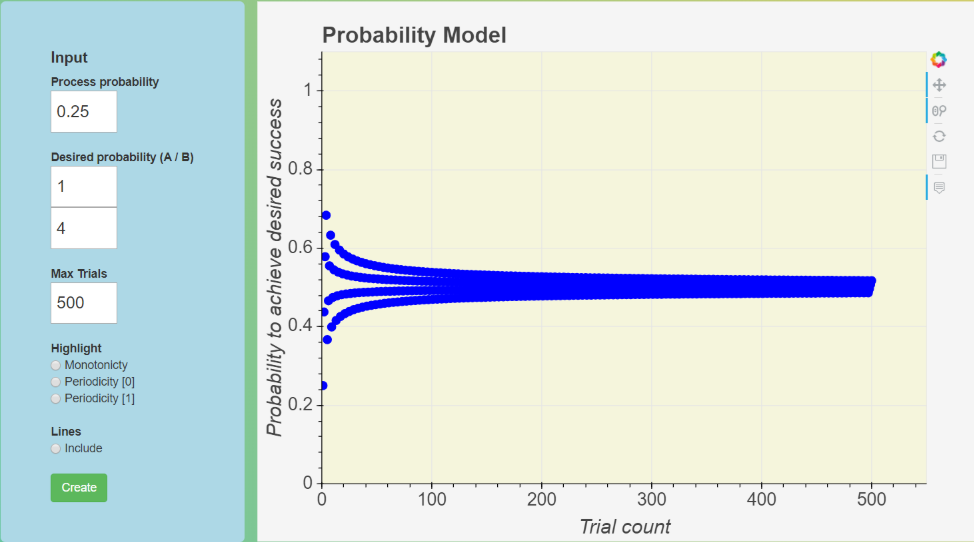 Input
Process probability
0.25
Desired probability (A / B)
1
4
Max Trials
500
Highlight
Monotonicty
Periodicity [0]
Periodicity [1]
Lines
Include
Create
Probability Model
Probability to achieve desired success
1
0.8
0.6
0.4
0.2
0
0 100 200 300 400 500
Trial count